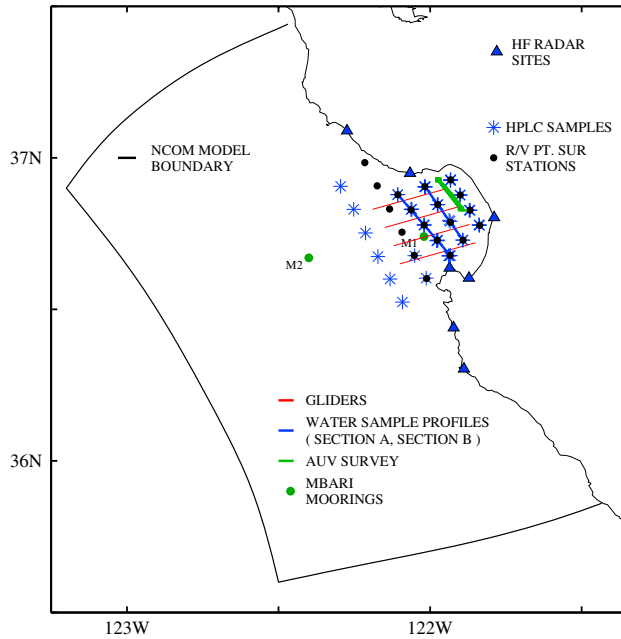 HF RADAR
SITES
HPLC SAMPLES
37N
NCOM MODEL
BOUNDARY
R/V PT. SUR
STATIONS
M1
M2
GLIDERS
WATER SAMPLE PROFILES
( SECTION A, SECTION B )
36N
AUV SURVEY
MBARI
MOORINGS
123W
122W